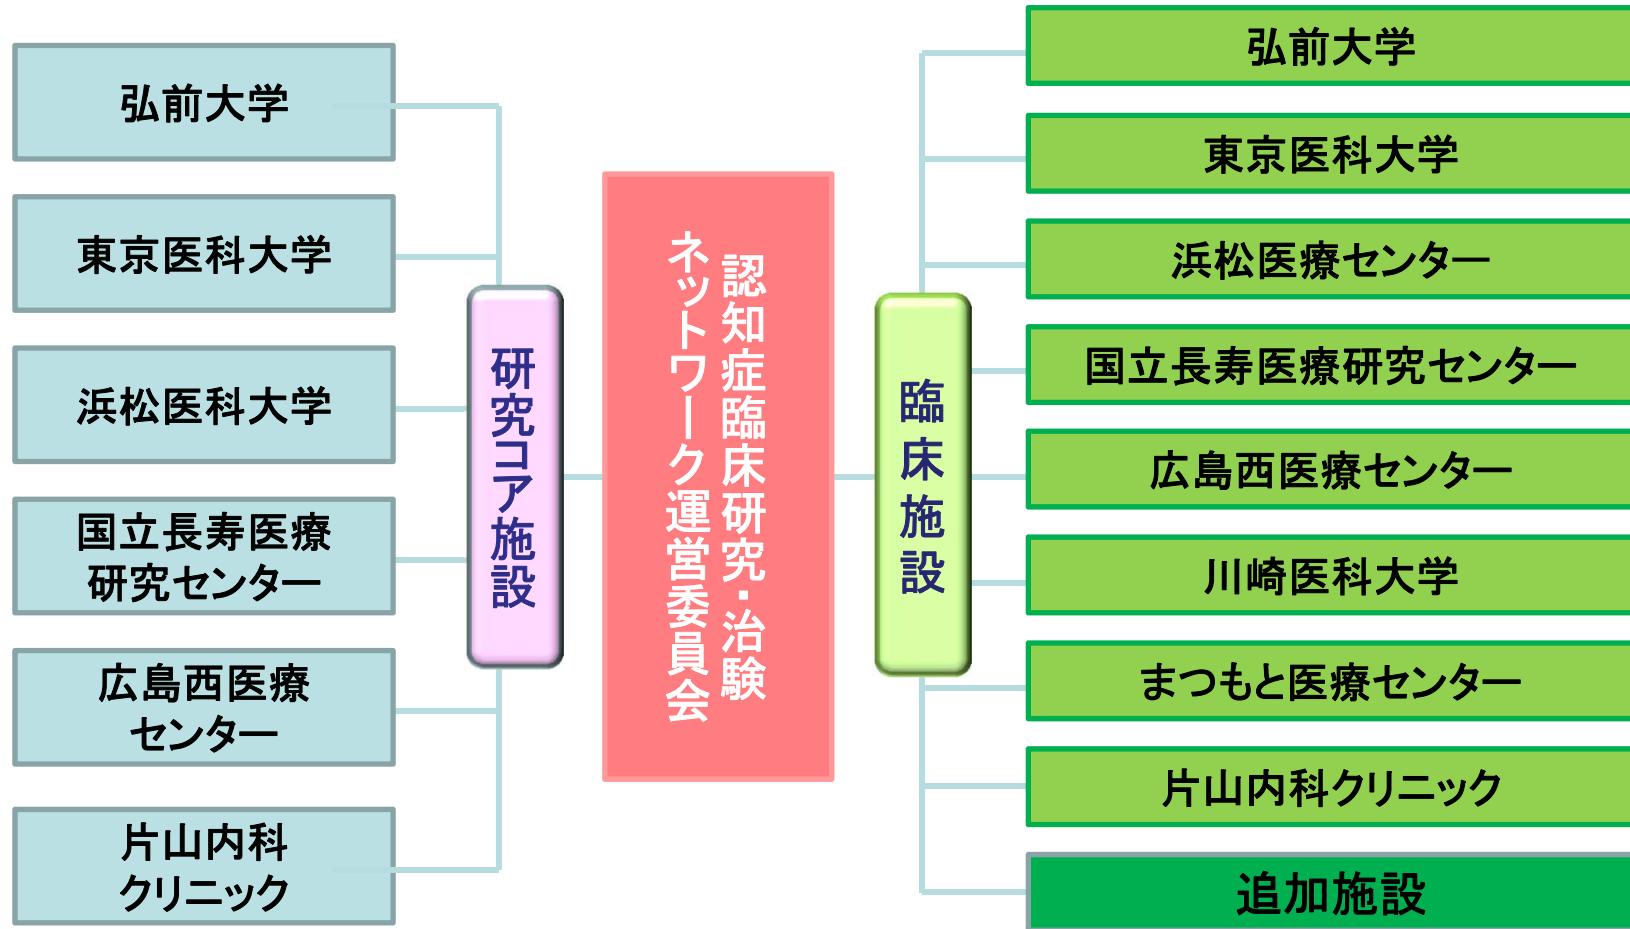 弘前大学
東京医科大学
浜松医科大学
国立長寿医療
研究センター
広島西医療
センター
片山内科
クリニック
研究コア施設
認知症臨床研究・治験
ネットワーク運営委員会
臨床施設
弘前大学
東京医科大学
浜松医療センター
国立長寿医療研究センター
広島西医療センター
川崎医科大学
まつもと医療センター
片山内科クリニック
追加施設